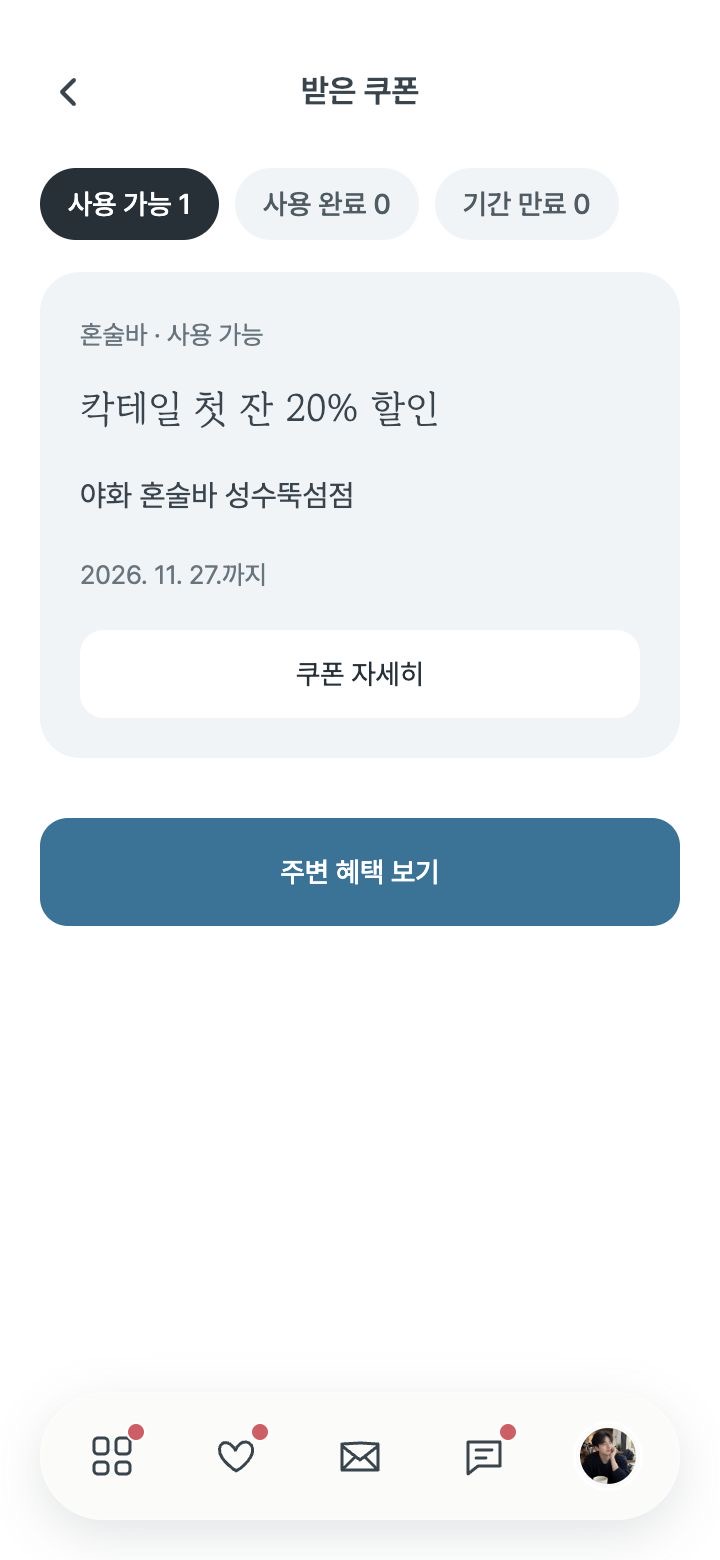 받은 쿠폰
사용 가능 1
사용 완료 0
기간 만료 0
혼술바 · 사용 가능
칵테일 첫 잔 20% 할인
야화 혼술바 성수뚝섬점
2026. 11. 27.까지
쿠폰 자세히
주변 혜택 보기